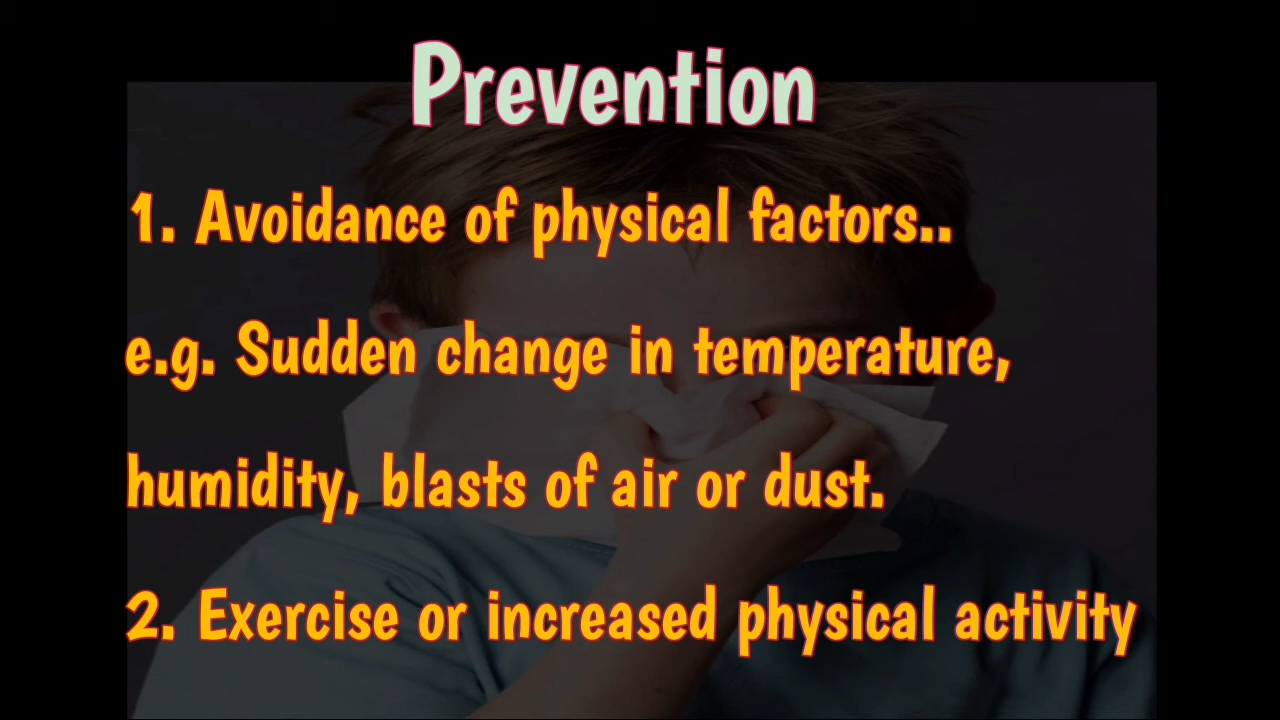 Prevention
1. Avoidance of physical factors..
e.g. Sudden change in temperature,
humidity, blasts of air or dust.
2. Exercise or increased physical activity